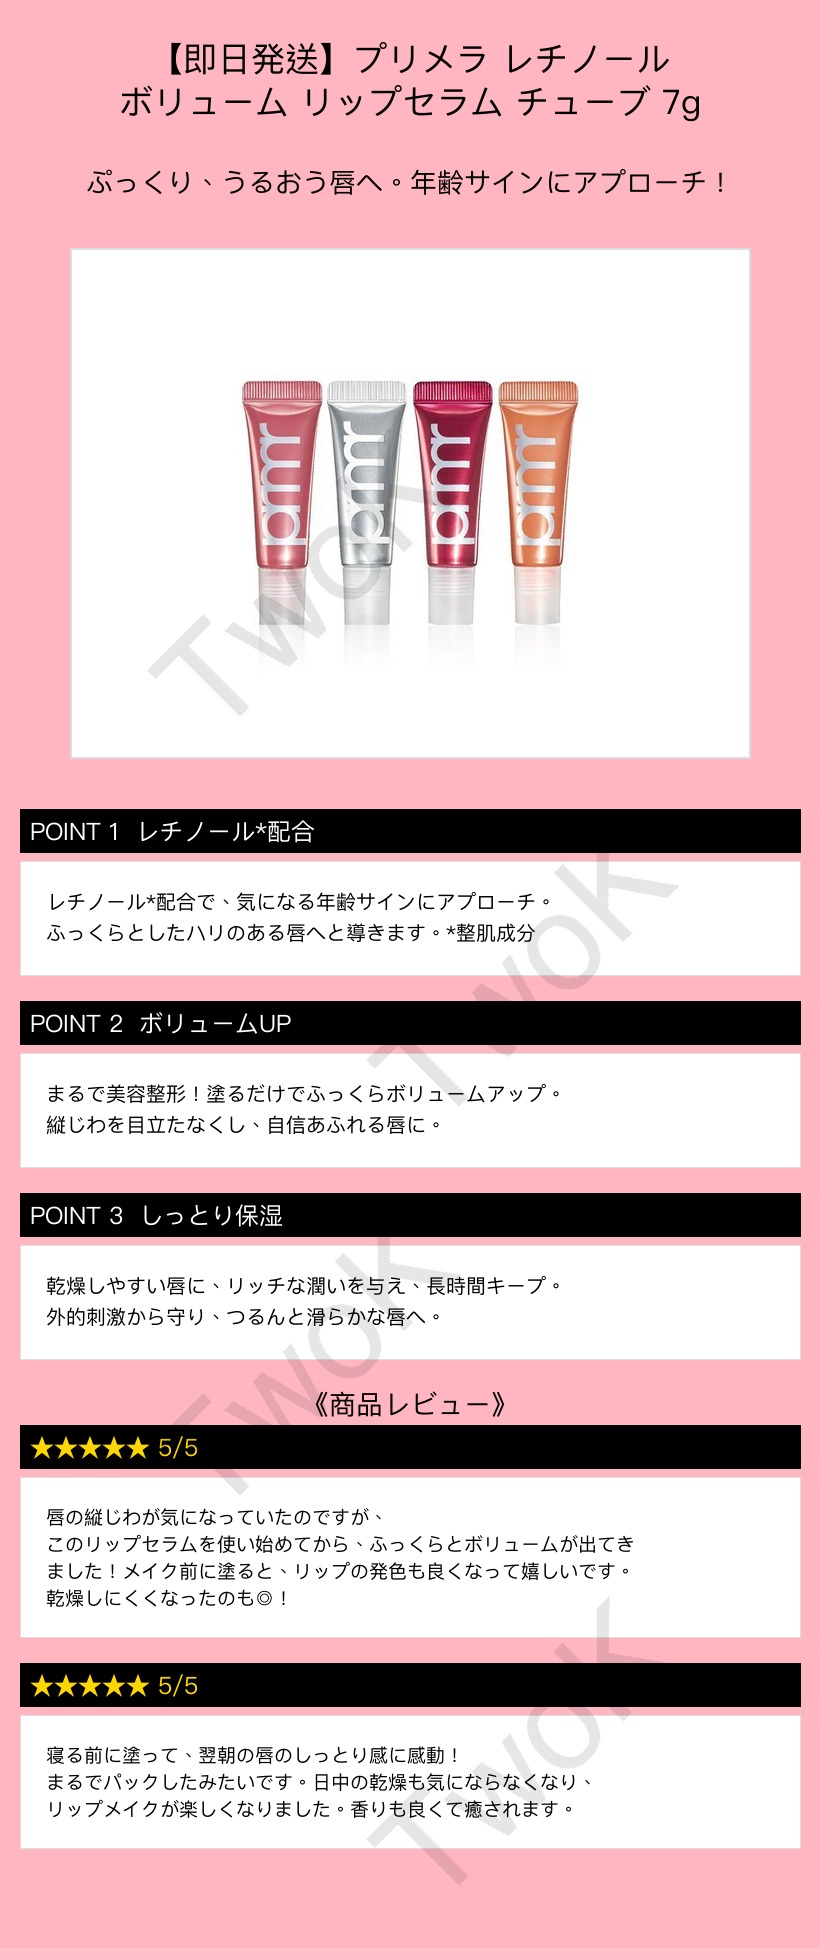 【即日発送】プリメラ レチノール
ボリューム リップセラム チューブ 7g
ぷっくり、うるおう唇へ。年齢サインにアプローチ！
prmr prmr prmr prmr
TwoK
POINT 1 レチノール*配合
レチノール*配合で、気になる年齢サインにアプローチ。
ふっくらとしたハリのある唇へと導きます。*整肌成分
TwoK
POINT 2 ボリュームUP
まるで美容整形！塗るだけでふっくらボリュームアップ。
縦じわを目立たなくし、自信あふれる唇に。
POINT 3 しっとり保湿
乾燥しやすい唇に、リッチな潤いを与え、長時間キープ。
外的刺激から守り、つるんと滑らかな唇へ。
TwoK
《商品レビュー》
★★★★★ 5/5
唇の縦じわが気になっていたのですが、
このリップセラムを使い始めてから、ふっくらとボリュームが出てき
ました！メイク前に塗ると、リップの発色も良くなって嬉しいです。
乾燥しにくくなったのも◎！
★★★★★ 5/5
寝る前に塗って、翌朝の唇のしっとり感に感動！
まるでパックしたみたいです。日中の乾燥も気にならなくなり、
リップメイクが楽しくなりました。香りも良くて癒されます。
TwoK